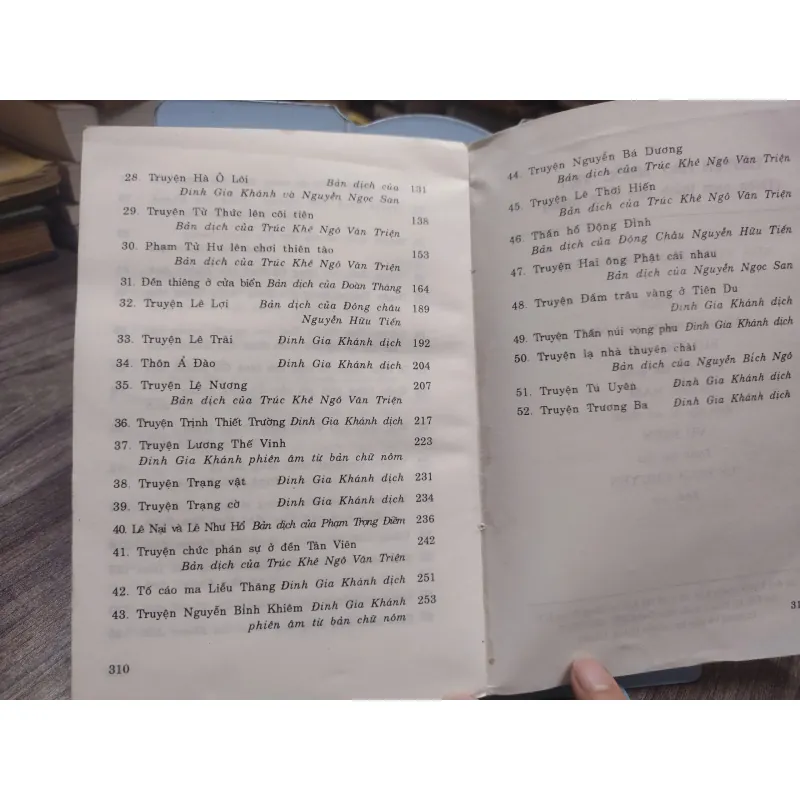 28. Truyện Hà Ô Lôi Bản dịch của 131
Đinh Gia Khánh và Nguyễn Ngọc San
29. Truyện Từ Thức lên cõi tiên 138
Bản dịch của Trúc Khê Ngô Văn Triện
30. Phạm Tử Hư lên chơi thiên tào 153
Bản dịch của Trúc Khê Ngô Văn Triện
31. Đền thiêng ở cửa biển Bản dịch của Đoàn Thăng 164
32. Truyện Lê Lợi Bản dịch của Đông châu 189
Nguyễn Hữu Tiến
33. Truyện Lê Trãi Đinh Gia Khánh dịch 192
34. Thôn Ả Đào Đinh Gia Khánh dịch 204
35. Truyện Lệ Nương 207
Bản dịch của Trúc Khê Ngô Văn Triện
36. Truyện Trịnh Thiết Trường Đinh Gia Khánh dịch 217
37. Truyện Lương Thế Vinh 223
Đinh Gia Khánh phiên âm từ bản chữ nôm
38. Truyện Trạng vật Đinh Gia Khánh dịch 231
39. Truyện Trạng cờ Đinh Gia Khánh dịch 234
40. Lê Nại và Lê Như Hổ Bản dịch của Phạm Trọng Điềm 236
41. Truyện chức phán sự ở đền Tản Viên 242
Bản dịch của Trúc Khê Ngô Văn Triện
42. Tố cáo ma Liễu Thăng Đinh Gia Khánh dịch 251
43. Truyện Nguyễn Bỉnh Khiêm Đinh Gia Khánh 253
phiên âm từ bản chữ nôm
310
44. Truyện Nguyễn Bá Dương
Bản dịch của Trúc Khê Ngô Văn Triện
45. Truyện Lê Thời Hiến
Bản dịch của Trúc Khê Ngô Văn Triện
46. Thần hồ Động Đình
Bản dịch của Đông Châu Nguyễn Hữu Tiến
47. Truyện Hai ông Phật cãi nhau
Bản dịch của Nguyễn Ngọc San
48. Truyện Đầm trâu vàng ở Tiên Du
Đinh Gia Khánh dịch
49. Truyện Thần núi vọng phu Đinh Gia Khánh dịch
50. Truyện lạ nhà thuyền chài
Bản dịch của Nguyễn Bích Ngô
51. Truyện Tú Uyên Đinh Gia Khánh dịch
52. Truyện Trương Ba Đinh Gia Khánh dịch